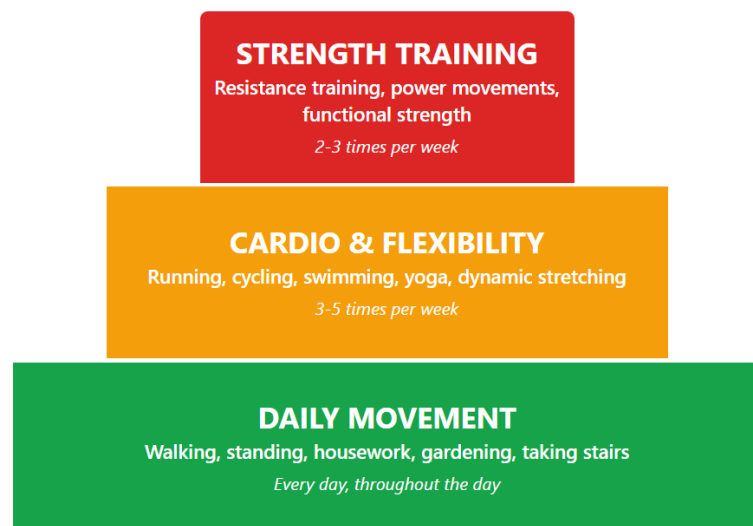 STRENGTH TRAINING
Resistance training, power movements,
functional strength
2-3 times per week
CARDIO & FLEXIBILITY
Running, cycling, swimming, yoga, dynamic stretching
3-5 times per week
DAILY MOVEMENT
Walking, standing, housework, gardening, taking stairs
Every day, throughout the day